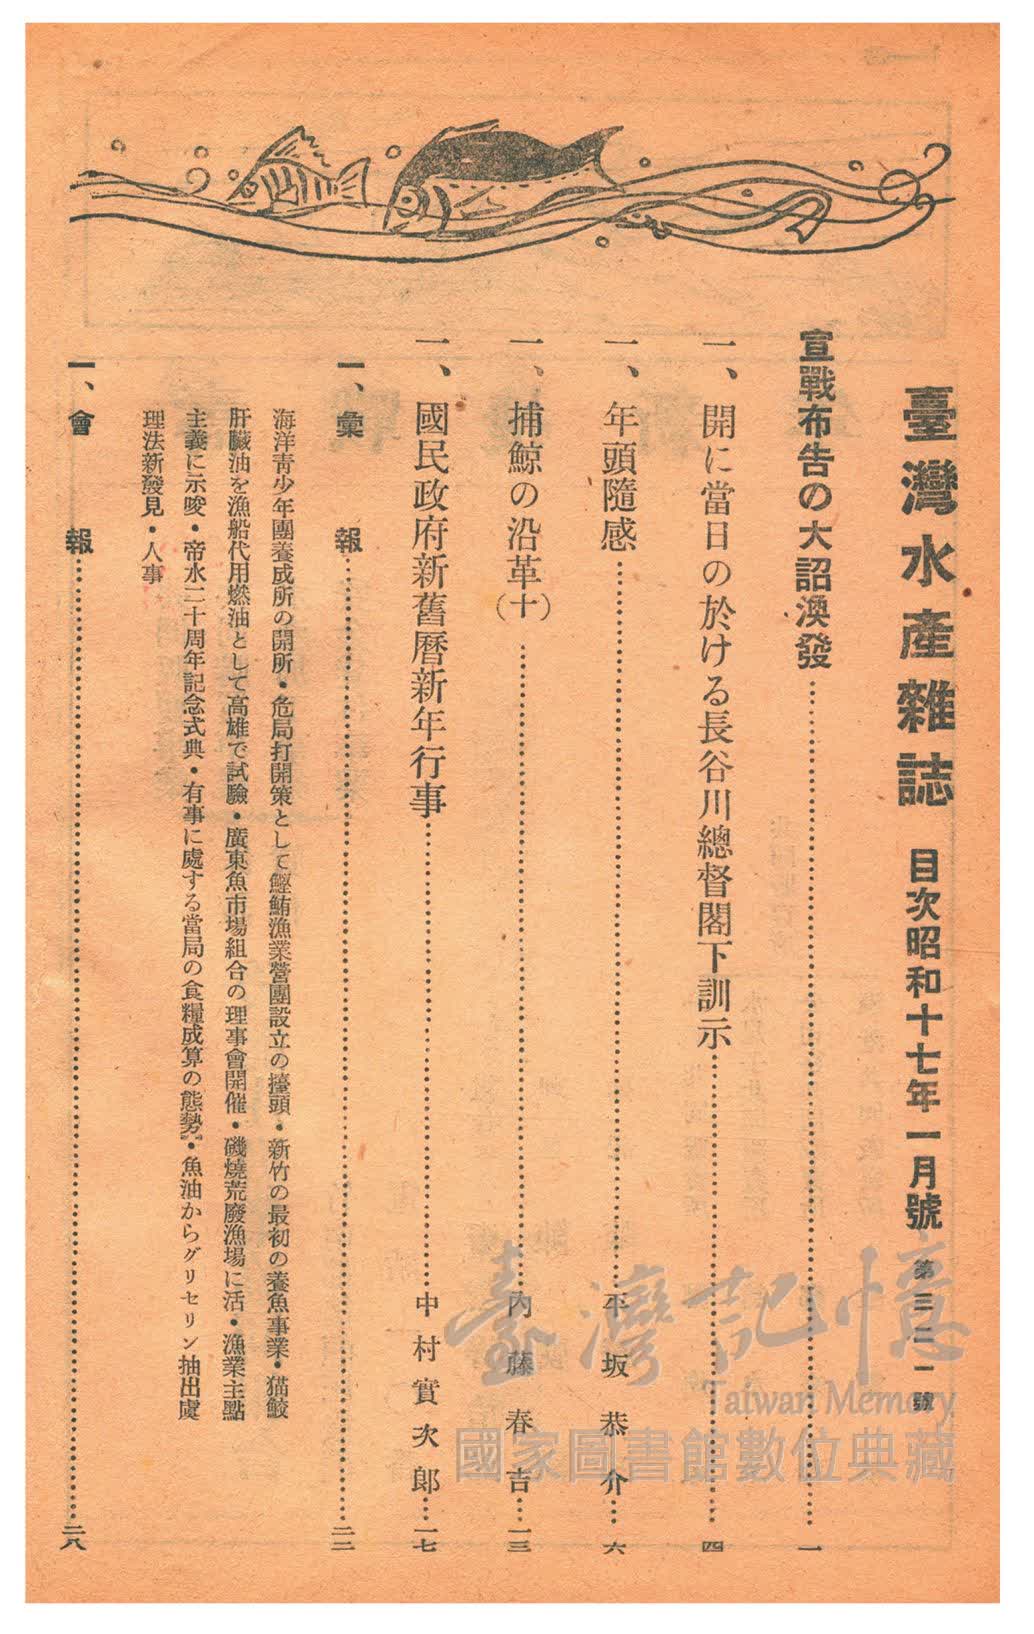 臺灣水產雜誌 目次昭和十七年一月號 第三二一號
宣戰布告の大詔渙發……一
一、開に當日の於ける長谷川總督閣下訓示……四
一、年頭隨感……平坂恭介……六
一、捕鯨の沿革(十)……內藤春吉……一三
一、國民政府新舊曆新年行事……中村實次郎……一七
一、彙報……二二
海洋靑少年團養成所の開所・危局打開策として鰹鮪漁業營團設立の擡頭・新竹の最初の養魚事業・猫鮫
肝臟油を漁船代用燃油として高雄で試驗・廣東魚市場組合の理事會開催・磯燒荒廢漁場に活・漁業主點
主義に示唆・帝水二十周年記念式典・有事に處する當局の食糧成算の態勢・魚油からグリセリン抽出處
理法新發見・人事
一、會報……二八
臺灣記憶
Taiwan Memory
國家圖書館數位典藏